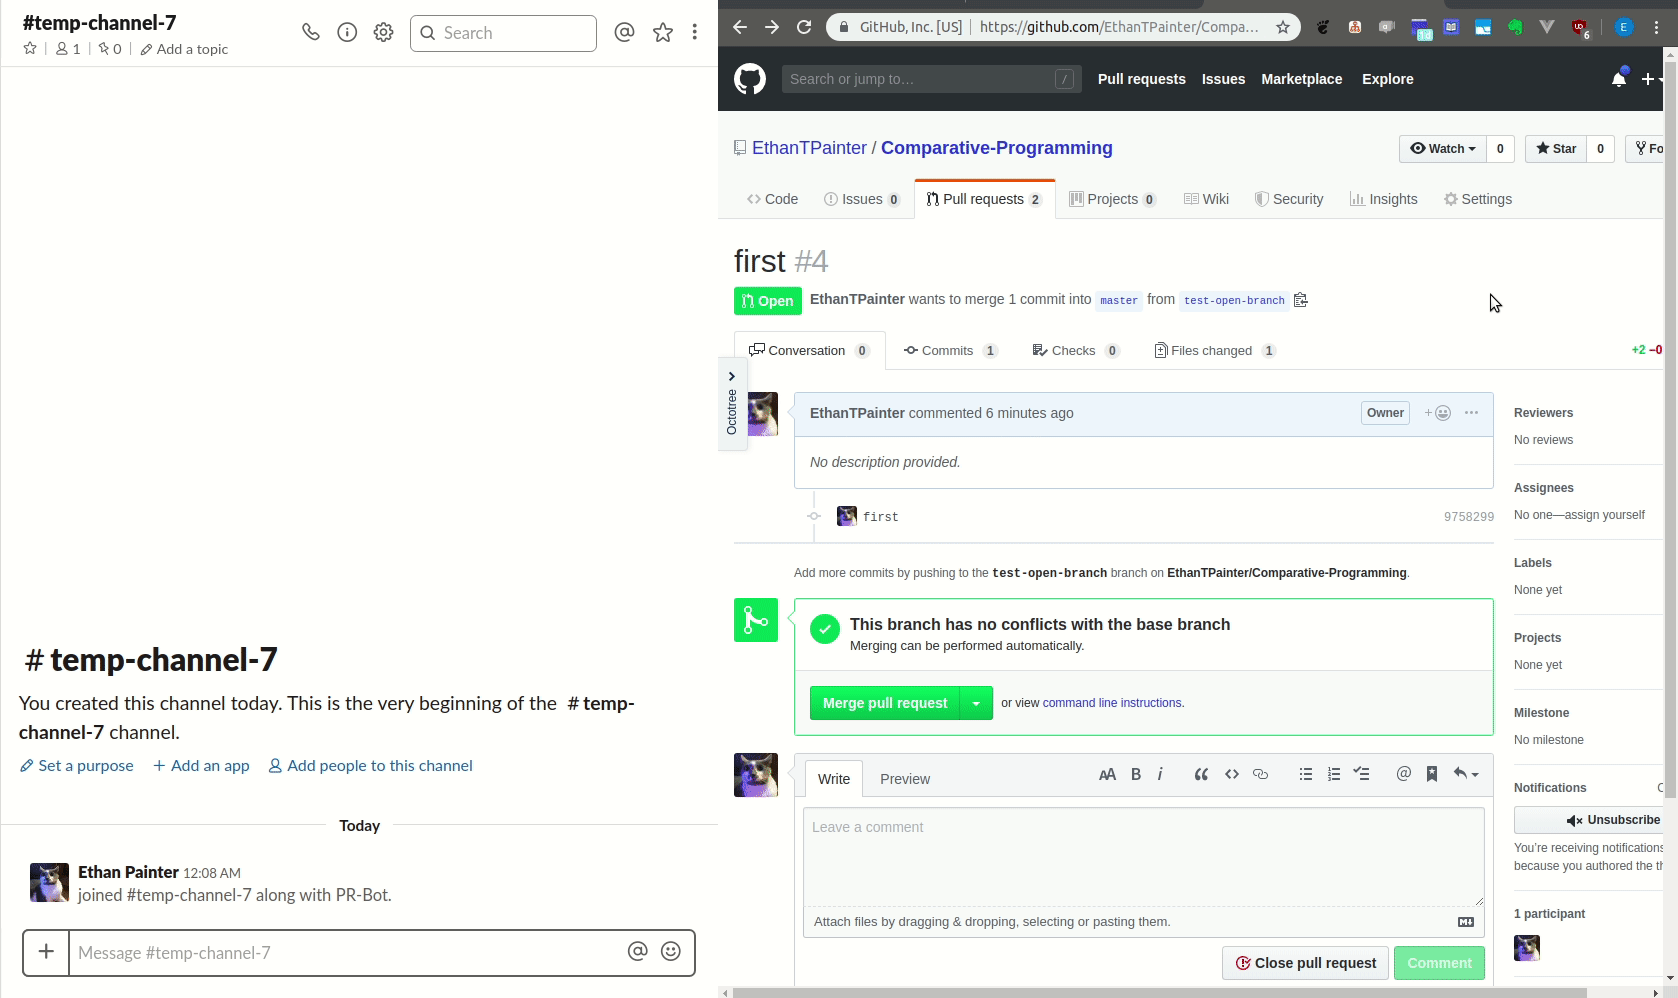 #temp-channel-7
1 | 0 | Add a topic
Search
# temp-channel-7
You created this channel today. This is the very beginning of the # temp-
channel-7 channel.
Set a purpose + Add an app Add people to this channel
Today
Ethan Painter 12:08 AM
joined #temp-channel-7 along with PR-Bot.
+ Message #temp-channel-7 @
GitHub, Inc. [US] | https://github.com/EthanTPainter/Compa... 6 E
Search or jump to... / Pull requests Issues Marketplace Explore +
EthanTPainter / Comparative-Programming Watch 0 Star 0 Fo
<> Code Issues 0 Pull requests 2 Projects 0 Wiki Security Insights Settings
first #4
Open EthanTPainter wants to merge 1 commit into master from test-open-branch
Conversation 0 Commits 1 Checks 0 Files changed 1 +2 −0
Octotree
EthanTPainter commented 6 minutes ago Owner + ...
No description provided.
first 9758299
Add more commits by pushing to the test-open-branch branch on EthanTPainter/Comparative-Programming.
This branch has no conflicts with the base branch
Merging can be performed automatically.
Merge pull request or view command line instructions.
Write Preview AA B i “ <> @
Leave a comment
Attach files by dragging & dropping, selecting or pasting them.
Close pull request Comment
Reviewers
No reviews
Assignees
No one—assign yourself
Labels
None yet
Projects
None yet
Milestone
No milestone
Notifications C
Unsubscribe
You're receiving notifications
because you authored the th
1 participant